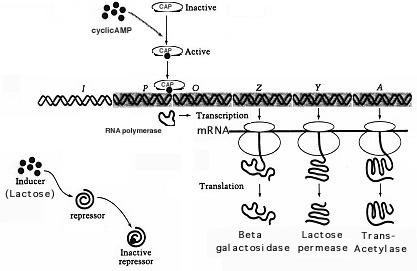 CAP Inactive
cyclicAMP
CAP Active
CAP
I P O Z Y A
Transcription
RNA polymerase
mRNA
Inducer
(Lactose)
repressor
Inactive
repressor
Translation
Beta
galactosidase
Lactose
permease
Trans-
Acetylase